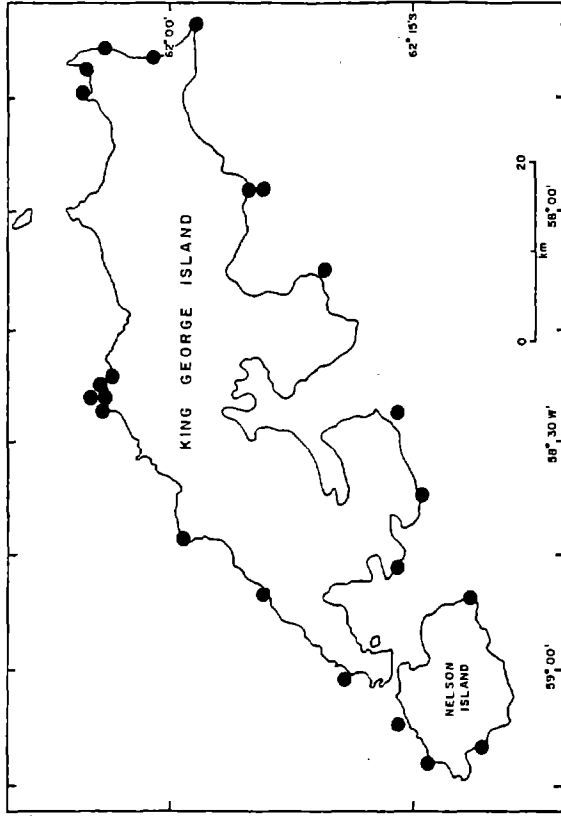 62° 00'
62° 15'S
KING GEORGE ISLAND
NELSON
ISLAND
0
20
km
59° 00'
58° 30' W
58° 00'